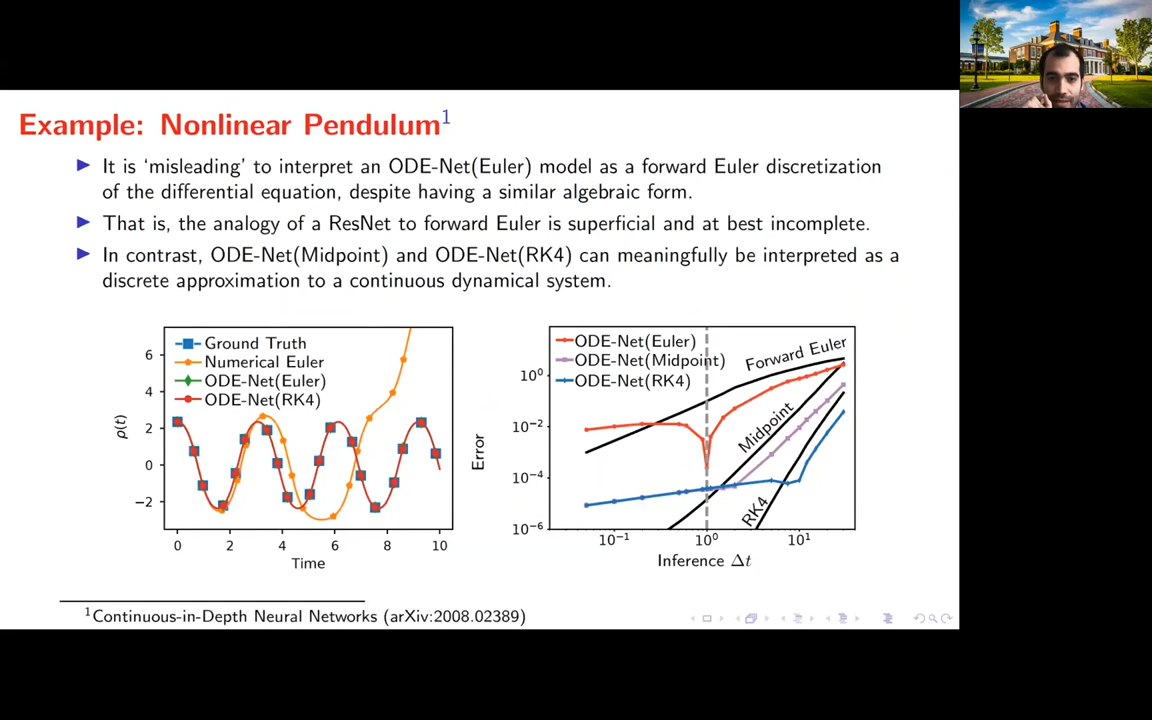 Example: Nonlinear Pendulum1
▶ It is ‘misleading’ to interpret an ODE-Net(Euler) model as a forward Euler discretization
of the differential equation, despite having a similar algebraic form.
▶ That is, the analogy of a ResNet to forward Euler is superficial and at best incomplete.
▶ In contrast, ODE-Net(Midpoint) and ODE-Net(RK4) can meaningfully be interpreted as a
discrete approximation to a continuous dynamical system.
Ground Truth
Numerical Euler
ODE-Net(Euler)
ODE-Net(RK4)
ρ(t)
6
4
2
0
−2
0 2 4 6 8 10
Time
ODE-Net(Euler)
ODE-Net(Midpoint)
ODE-Net(RK4)
Forward Euler
Midpoint
RK4
Error
10⁰
10⁻²
10⁻⁴
10⁻⁶
10⁻¹ 10⁰ 10¹
Inference Δt
1Continuous-in-Depth Neural Networks (arXiv:2008.02389)